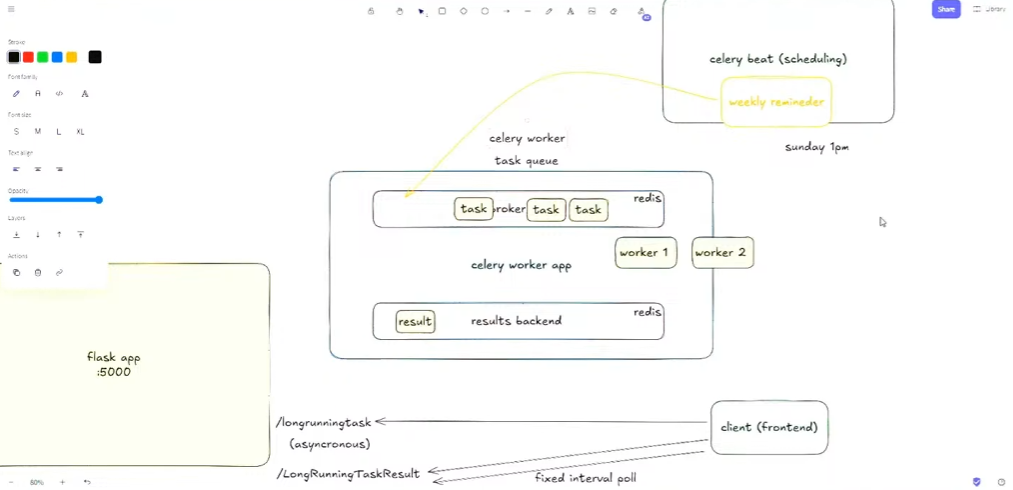 Share
Library
Stroke
Font family
Font size
S M L XL
Text align
Opacity
Layers
Actions
celery beat (scheduling)
weekly remineder
sunday 1pm
celery worker
task queue
redis
task broker task task
worker 1
worker 2
celery worker app
redis
result
results backend
flask app
:5000
/longrunningtask
(asyncronous)
client (frontend)
/LongRunningTaskResult
fixed interval poll
80%